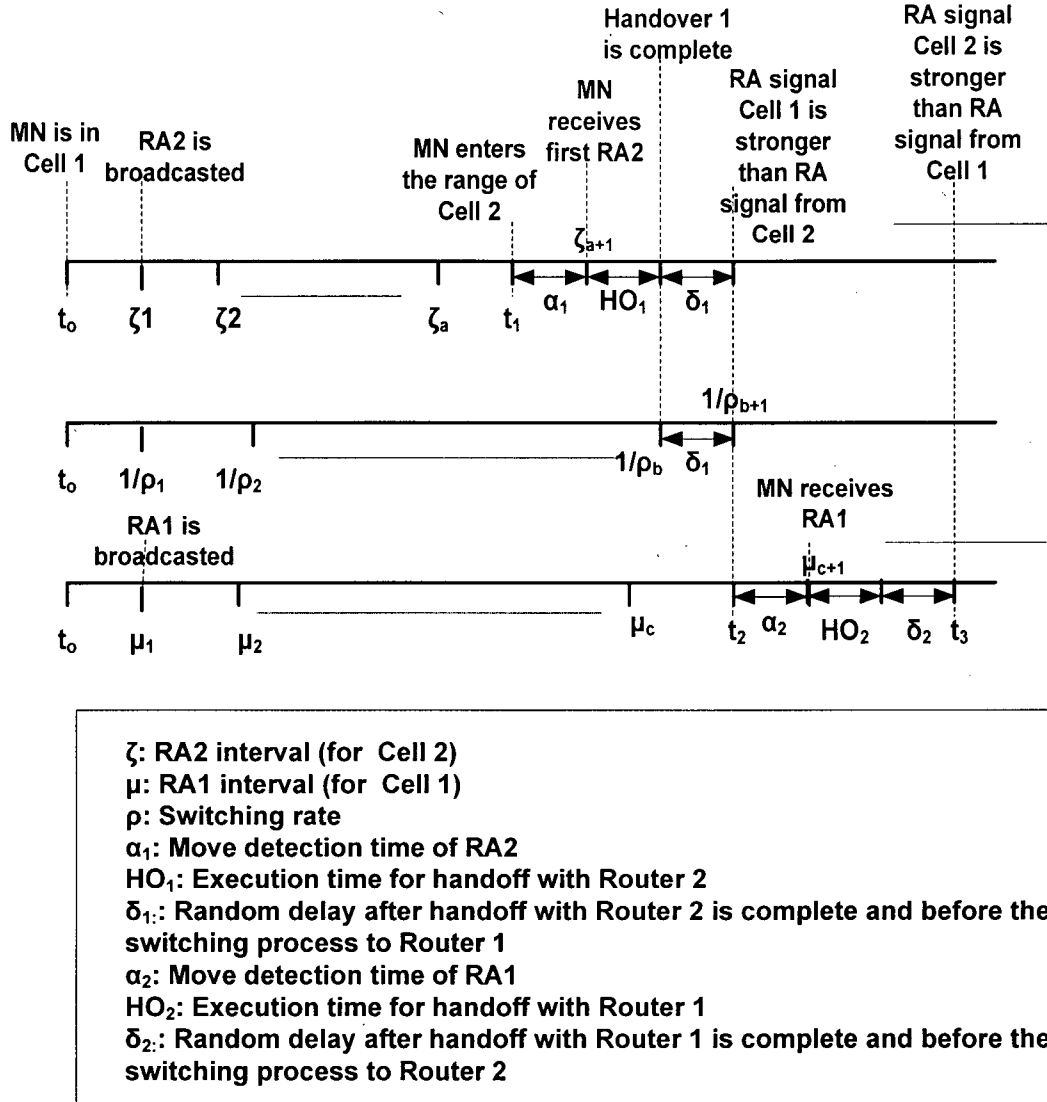 Handover 1
is complete
RA signal
Cell 2 is
stronger
than RA
signal from
Cell 1
MN
receives
first RA2
RA signal
Cell 1 is
stronger
than RA
signal from
Cell 2
MN is in
Cell 1
RA2 is
broadcasted
MN enters
the range of
Cell 2
ζa+1
α1 HO1 δ1
to ζ1 ζ2 ζa t1
1/ρb+1
to 1/ρ1 1/ρ2 1/ρb δ1
RA1 is
broadcasted
MN receives
RA1
μc+1
to μ1 μ2 μc t2 α2 HO2 δ2 t3
ζ: RA2 interval (for Cell 2)
μ: RA1 interval (for Cell 1)
ρ: Switching rate
α1: Move detection time of RA2
HO1: Execution time for handoff with Router 2
δ1:: Random delay after handoff with Router 2 is complete and before the
switching process to Router 1
α2: Move detection time of RA1
HO2: Execution time for handoff with Router 1
δ2:: Random delay after handoff with Router 1 is complete and before the
switching process to Router 2